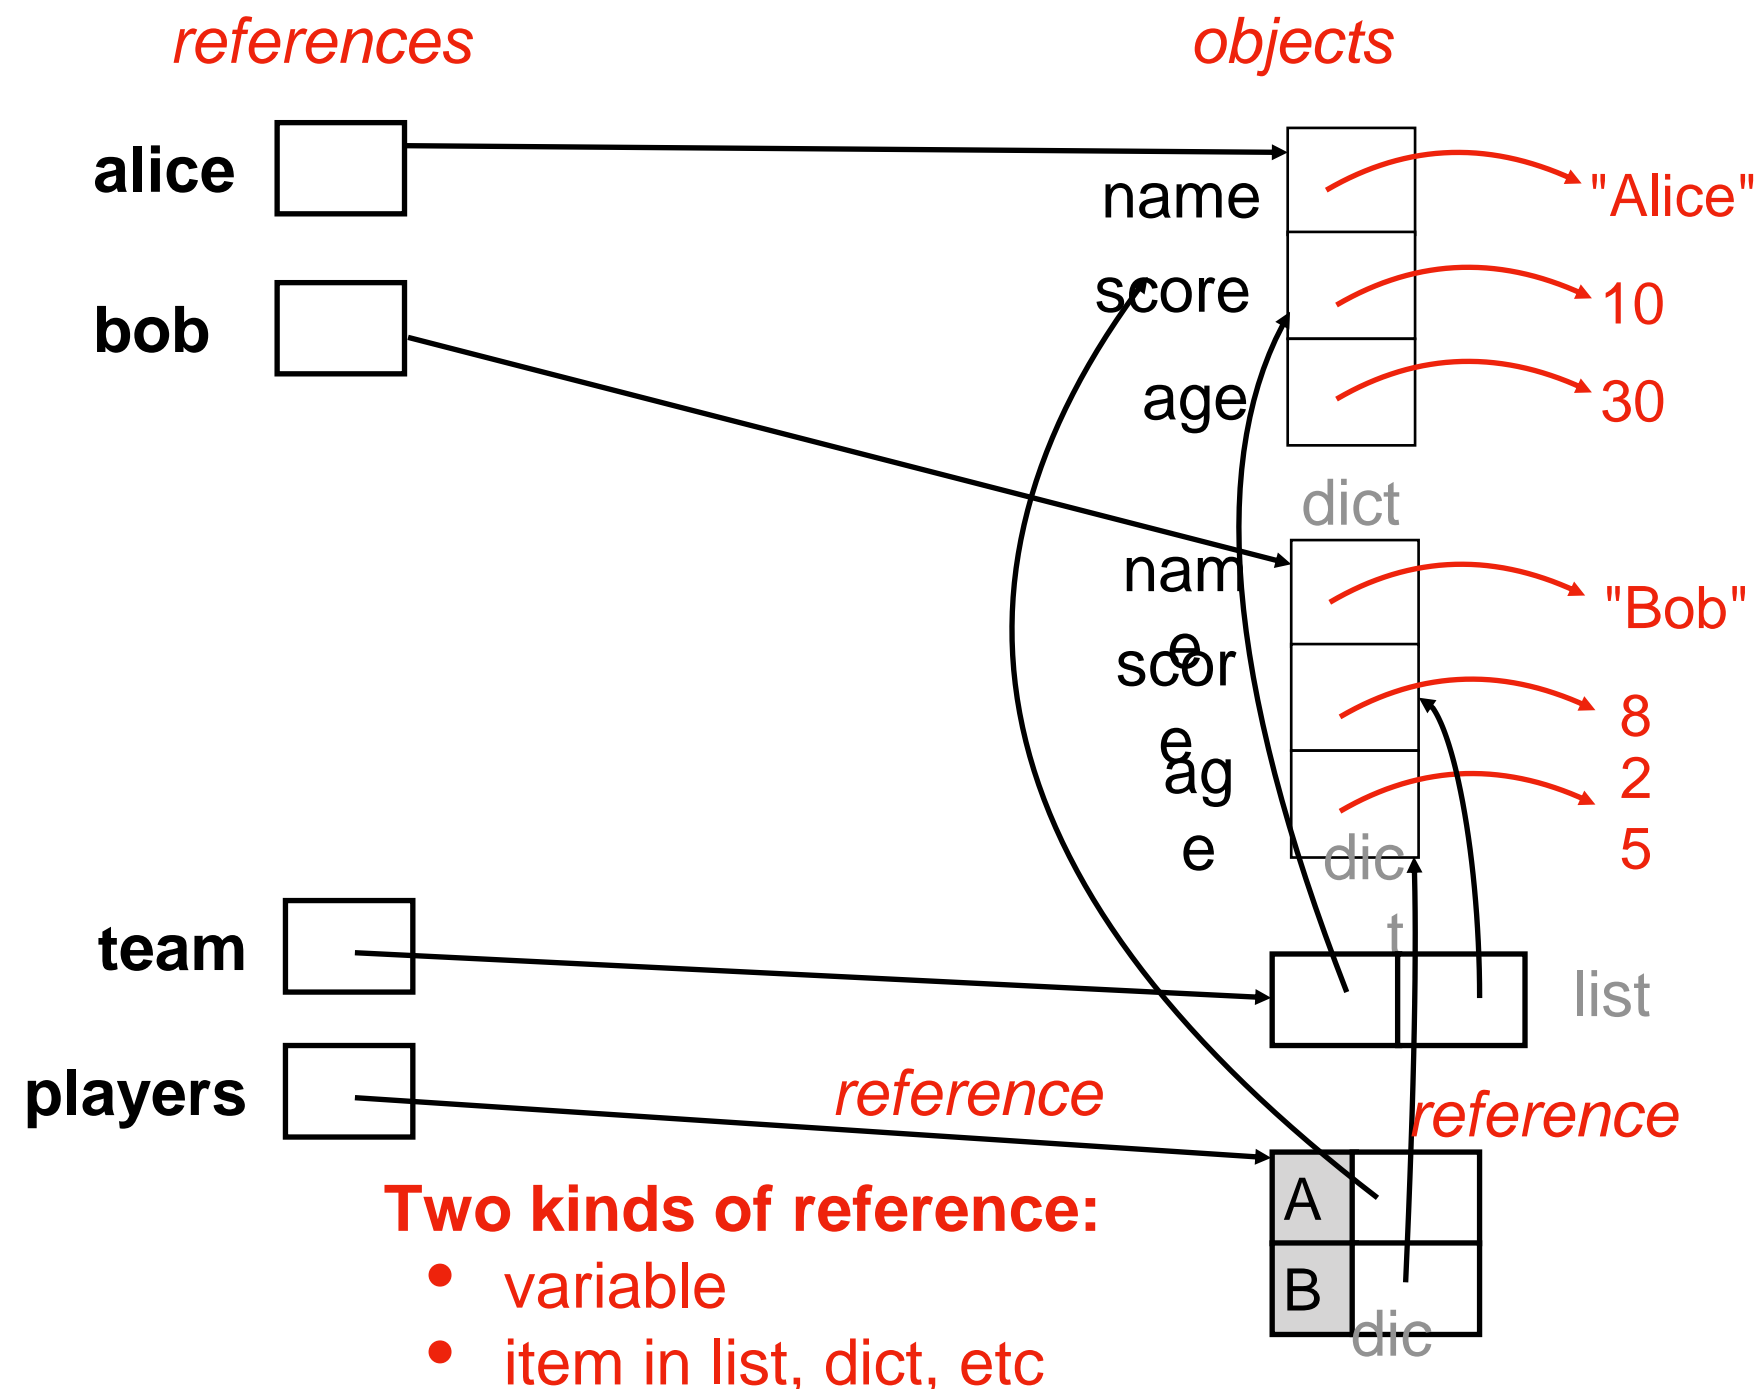 references
objects
alice
name
"Alice"
score
10
bob
age
30
dict
nam
e
"Bob"
scor
e
8
ag
e
2
5
dic
t
team
list
players
reference
reference
A
B
dic
Two kinds of reference:
• variable
• item in list, dict, etc